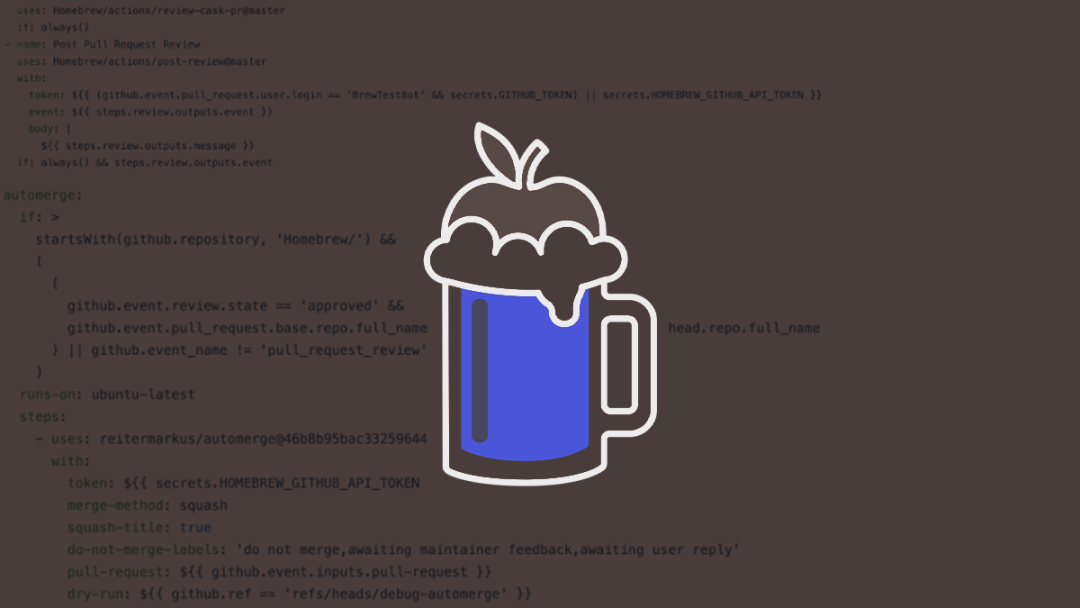 uses: Homebrew/actions/review-cask-pr@master
if: always()
- name: Post Pull Request Review
uses: Homebrew/actions/post-review@master
with:
token: ${{ (github.event.pull_request.user.login == 'BrewTestBot' && secrets.GITHUB_TOKEN) || secrets.HOMEBREW_GITHUB_API_TOKEN }}
event: ${{ steps.review.outputs.event }}
body: |
${{ steps.review.outputs.message }}
if: always() && steps.review.outputs.event
automerge:
if: >
startsWith(github.repository, 'Homebrew/') &&
(
(
github.event.review.state == 'approved' &&
github.event.pull_request.base.repo.full_name head.repo.full_name
) || github.event_name != 'pull_request_review'
)
runs-on: ubuntu-latest
steps:
- uses: reitermarkus/automerge@46b8b95bac33259644
with:
token: ${{ secrets.HOMEBREW_GITHUB_API_TOKEN
merge-method: squash
squash-title: true
do-not-merge-labels: 'do not merge,awaiting maintainer feedback,awaiting user reply'
pull-request: ${{ github.event.inputs.pull-request }}
dry-run: ${{ github.ref == 'refs/heads/debug-automerge' }}